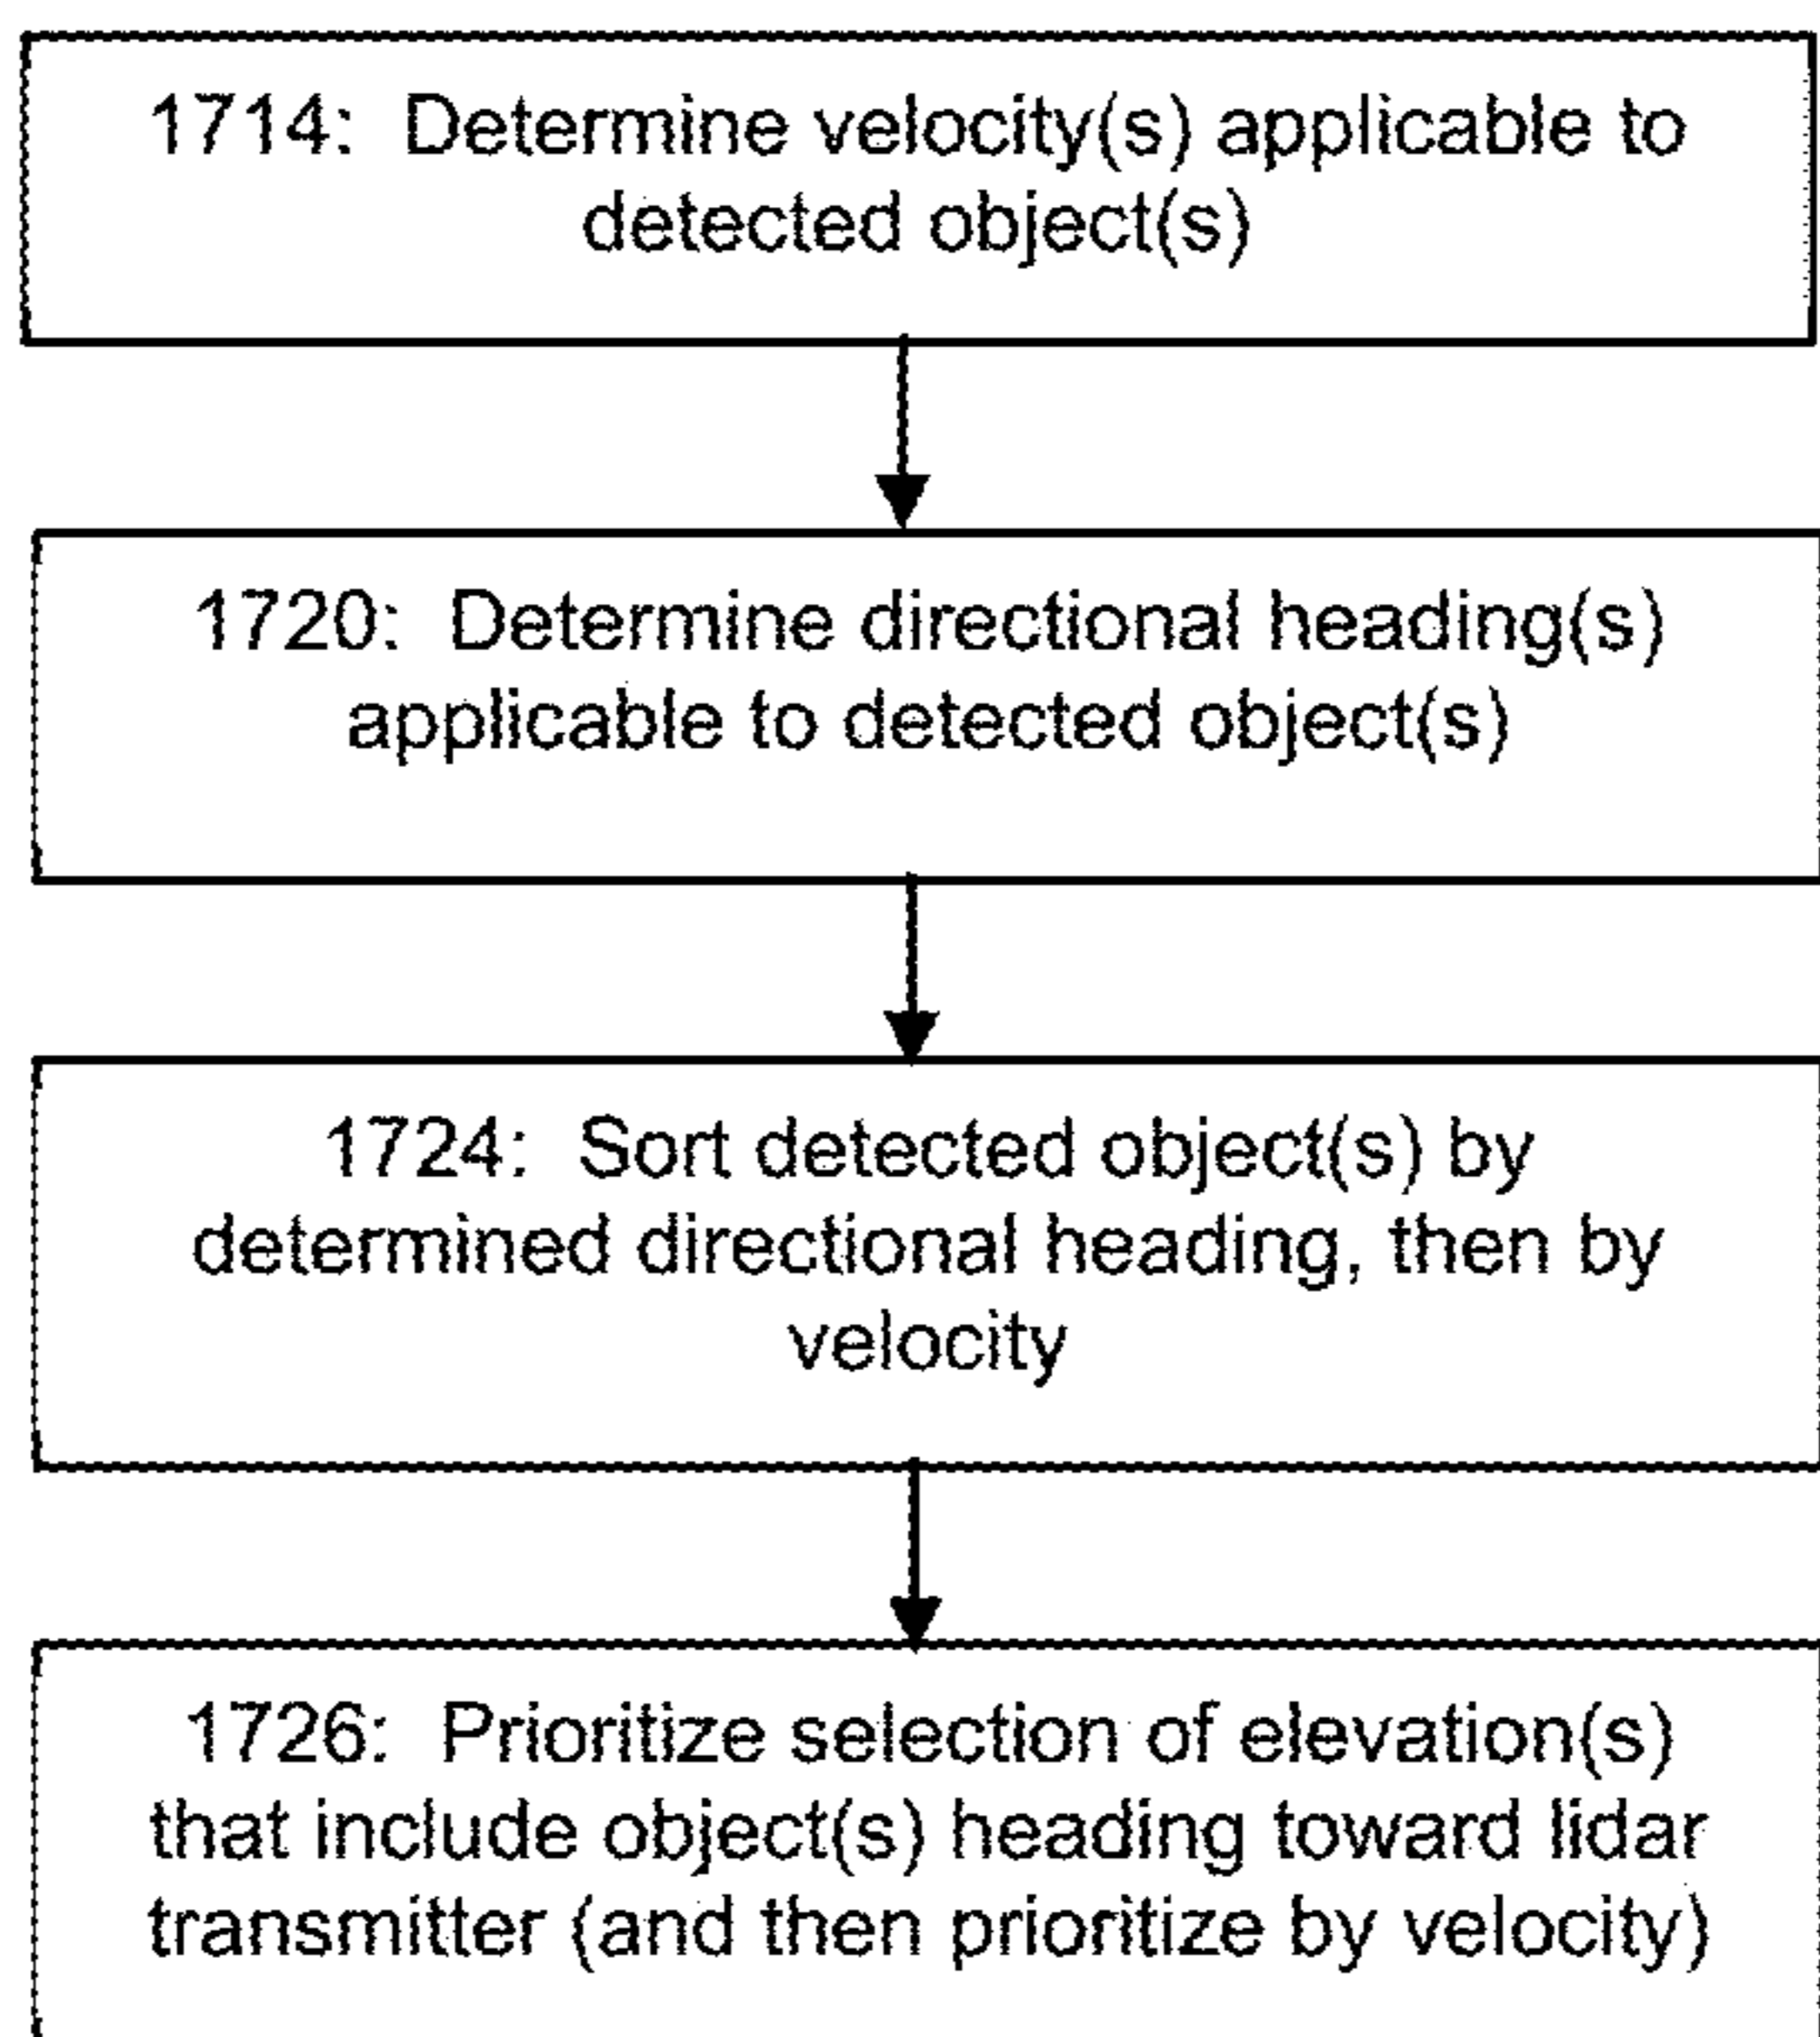 1714: Determine velocity(s) applicable to
detected object(s)
1720: Determine directional heading(s)
applicable to detected object(s)
1724: Sort detected object(s) by
determined directional heading, then by
velocity
1726: Prioritize selection of elevation(s)
that include object(s) heading toward lidar
transmitter (and then prioritize by velocity)